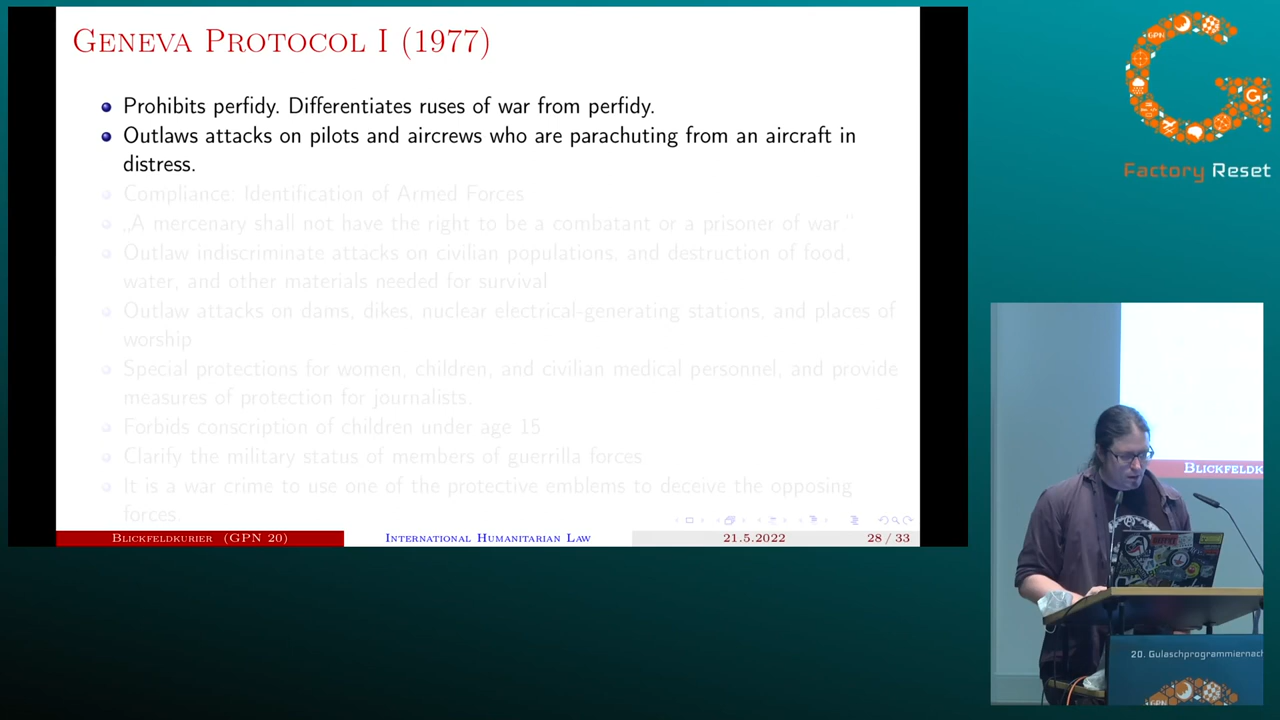 Geneva Protocol I (1977)
Prohibits perfidy. Differentiates ruses of war from perfidy.
Outlaws attacks on pilots and aircrews who are parachuting from an aircraft in
distress.
Compliance: Identification of Armed Forces
„A mercenary shall not have the right to be a combatant or a prisoner of war "
Outlaw indiscriminate attacks on civilian populations, and destruction of food,
water, and other materials needed for survival
Outlaw attacks on dams, dikes, nuclear electrical-generating stations, and places of
worship
Special protections for women, children, and civilian medical personnel, and provide
measures of protection for journalists.
Forbids conscription of children under age 15
Clarify the military status of members of guerrilla forces
It is a war crime to use one of the protective emblems to deceive the opposing
forces
Blickfeldkurier (GPN 20) International Humanitarian Law 21.5.2022 28 / 33
GPN
G
Factory Reset
Blickfeldk
20. Gulaschprogrammiernach